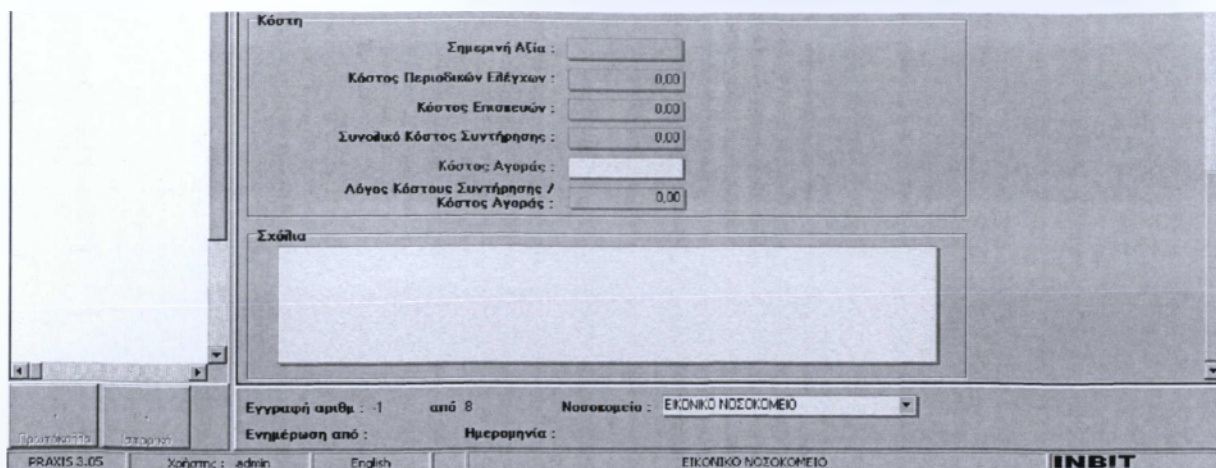 Κόστη
Σημερινή Αξία :
Κόστος Περιοδικών Ελέγχων : 0,00
Κόστος Επισκευών : 0,00
Συνολικό Κόστος Συντήρησης : 0,00
Κόστος Αγοράς :
Λόγος Κόστους Συντήρησης /
Κόστος Αγοράς : 0,00
Σχόλια
Εγγραφή αριθμ : -1 από 8 Νοσοκομείο : ΕΙΚΟΝΙΚΟ ΝΟΣΟΚΟΜΕΙΟ
Ενημέρωση από : Ημερομηνία :
Πρωτόκολλα Ιστορικό
PRAXIS 3.05 Χρήστης : admin English ΕΙΚΟΝΙΚΟ ΝΟΣΟΚΟΜΕΙΟ INBIT